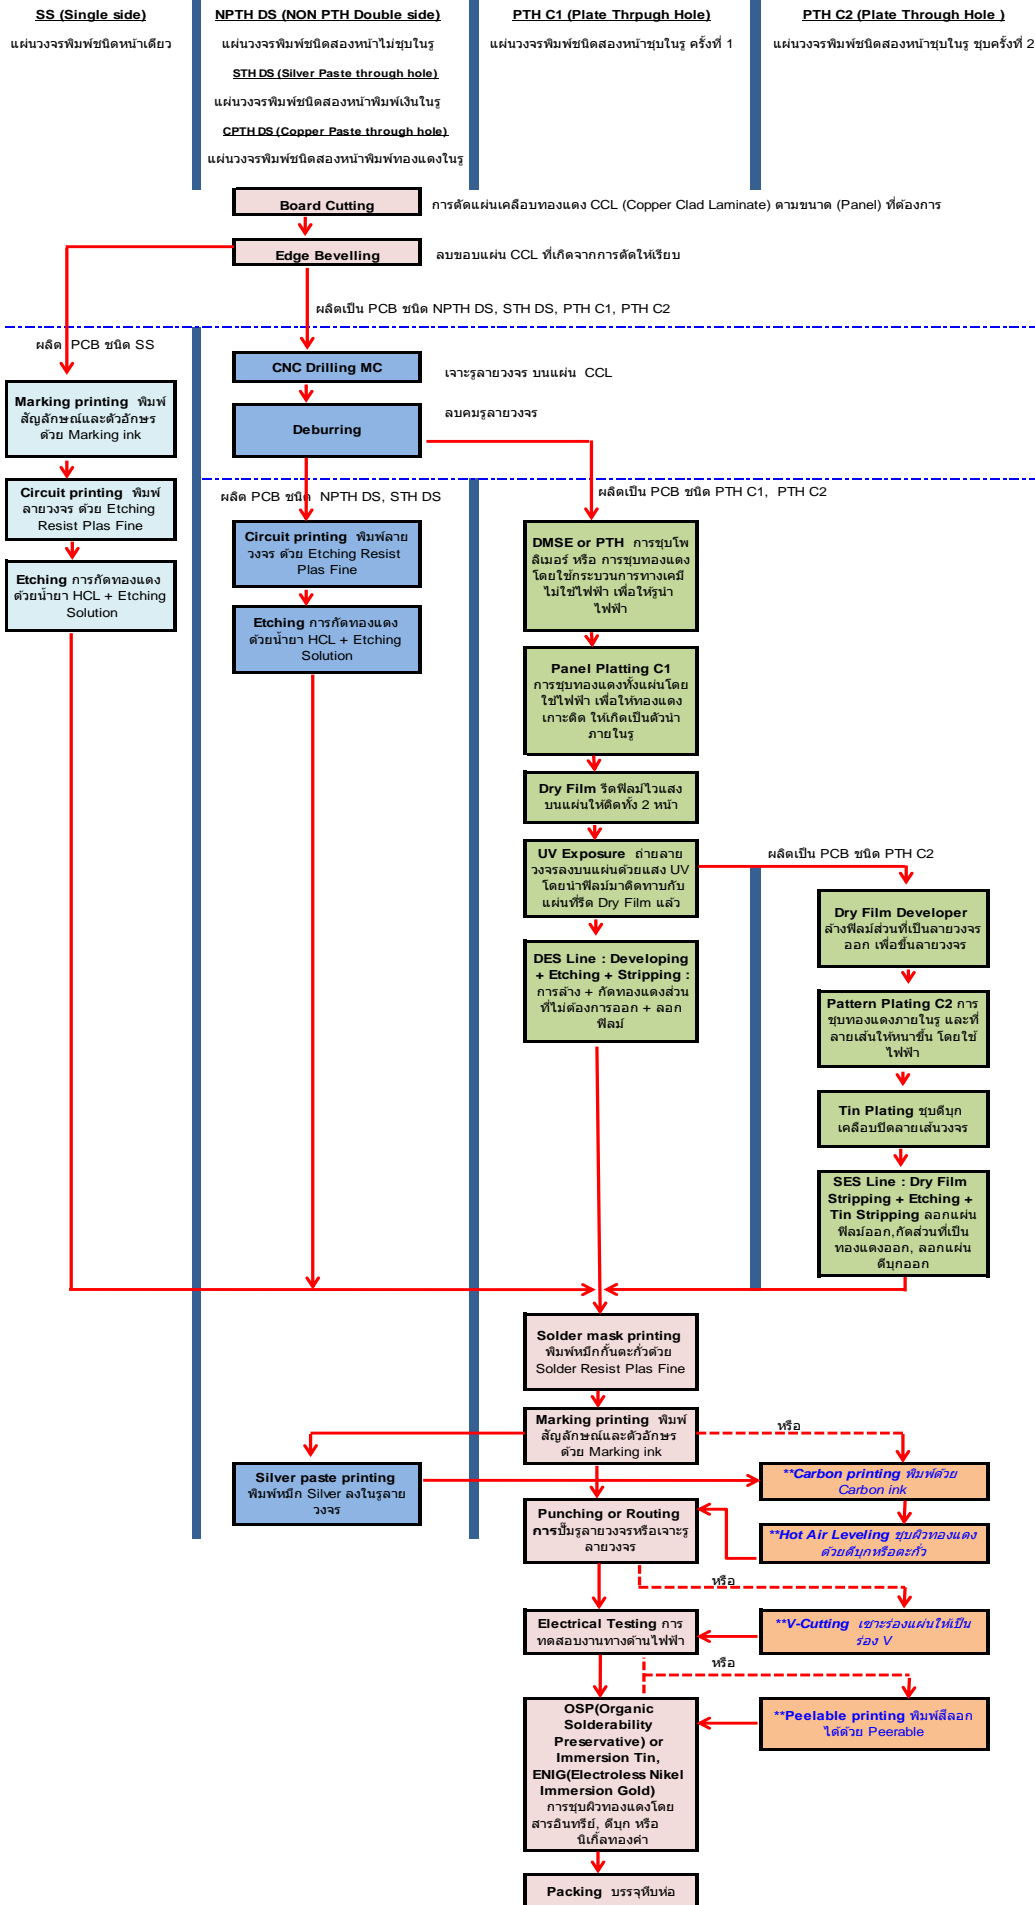 SS (Single side)
แผ่นวงจรพิมพ์ชนิดหน้าเดียว
NPTH DS (NON PTH Double side)
แผ่นวงจรพิมพ์ชนิดสองหน้าไม่ชุบในรู
STH DS (Silver Paste through hole)
แผ่นวงจรพิมพ์ชนิดสองหน้าพิมพ์เงินในรู
CPTH DS (Copper Paste through hole)
แผ่นวงจรพิมพ์ชนิดสองหน้าพิมพ์ทองแดงในรู
PTH C1 (Plate Thrpugh Hole)
แผ่นวงจรพิมพ์ชนิดสองหน้าชุบในรู ครั้งที่ 1
PTH C2 (Plate Through Hole )
แผ่นวงจรพิมพ์ชนิดสองหน้าชุบในรู ชุบครั้งที่ 2
Board Cutting
การตัดแผ่นเคลือบทองแดง CCL (Copper Clad Laminate) ตามขนาด (Panel) ที่ต้องการ
Edge Bevelling
ลบขอบแผ่น CCL ที่เกิดจากการตัดให้เรียบ
ผลิตเป็น PCB ชนิด NPTH DS, STH DS, PTH C1, PTH C2
ผลิต PCB ชนิด SS
CNC Drilling MC
เจาะรูลายวงจร บนแผ่น CCL
Deburring
ลบคมรูลายวงจร
Marking printing พิมพ์
สัญลักษณ์และตัวอักษร
ด้วย Marking ink
Circuit printing พิมพ์
ลายวงจร ด้วย Etching
Resist Plas Fine
Etching การกัดทองแดง
ด้วยน้ำยา HCL + Etching
Solution
ผลิต PCB ชนิด NPTH DS, STH DS
Circuit printing พิมพ์ลาย
วงจร ด้วย Etching Resist
Plas Fine
Etching การกัดทองแดง
ด้วยน้ำยา HCL + Etching
Solution
ผลิตเป็น PCB ชนิด PTH C1, PTH C2
DMSE or PTH การชุบโพ
ลิเมอร์ หรือ การชุบทองแดง
โดยใช้กระบวนการทางเคมี
ไม่ใช้ไฟฟ้า เพื่อให้รูนำ
ไฟฟ้า
Panel Platting C1
การชุบทองแดงทั้งแผ่นโดย
ใช้ไฟฟ้า เพื่อให้ทองแดง
เกาะติด ให้เกิดเป็นตัวนำ
ภายในรู
Dry Film รีดฟิล์มไวแสง
บนแผ่นให้ติดทั้ง 2 หน้า
UV Exposure ถ่ายลาย
วงจรลงบนแผ่นด้วยแสง UV
โดยนำฟิล์มมาติดทาบกับ
แผ่นที่รีด Dry Film แล้ว
DES Line : Developing
+ Etching + Stripping :
การล้าง + กัดทองแดงส่วน
ที่ไม่ต้องการออก + ลอก
ฟิลม์
ผลิตเป็น PCB ชนิด PTH C2
Dry Film Developer
ล้างฟิล์มส่วนที่เป็นลายวงจร
ออก เพื่อขึ้นลายวงจร
Pattern Plating C2 การ
ชุบทองแดงภายในรู และที่
ลายเส้นให้หนาขึ้น โดยใช้
ไฟฟ้า
Tin Plating ชุบดีบุก
เคลือบปิดลายเส้นวงจร
SES Line : Dry Film
Stripping + Etching +
Tin Stripping ลอกแผ่น
ฟิลม์ออก,กัดส่วนที่เป็น
ทองแดงออก, ลอกแผ่น
ดีบุกออก
Solder mask printing
พิมพ์หมึกกั้นตะกั่วด้วย
Solder Resist Plas Fine
Marking printing พิมพ์
สัญลักษณ์และตัวอักษร
ด้วย Marking ink
หรือ
Silver paste printing
พิมพ์หมึก Silver ลงในรูลาย
วงจร
**Carbon printing พิมพ์ด้วย
Carbon ink
Punching or Routing
การปั๊มรูลายวงจรหรือเจาะรู
ลายวงจร
**Hot Air Leveling ชุบผิวทองแดง
ด้วยดีบุกหรือตะกั่ว
หรือ
Electrical Testing การ
ทดสอบงานทางด้านไฟฟ้า
**V-Cutting เซาะร่องแผ่นให้เป็น
ร่อง V
หรือ
OSP(Organic
Solderability
Preservative) or
Immersion Tin,
ENIG(Electroless Nikel
Immersion Gold)
การชุบผิวทองแดงโดย
สารอินทรีย์, ดีบุก หรือ
นิเกิ้ลทองคำ
**Peelable printing พิมพ์สีลอก
ได้ด้วย Peerable
Packing บรรจุหีบห่อ